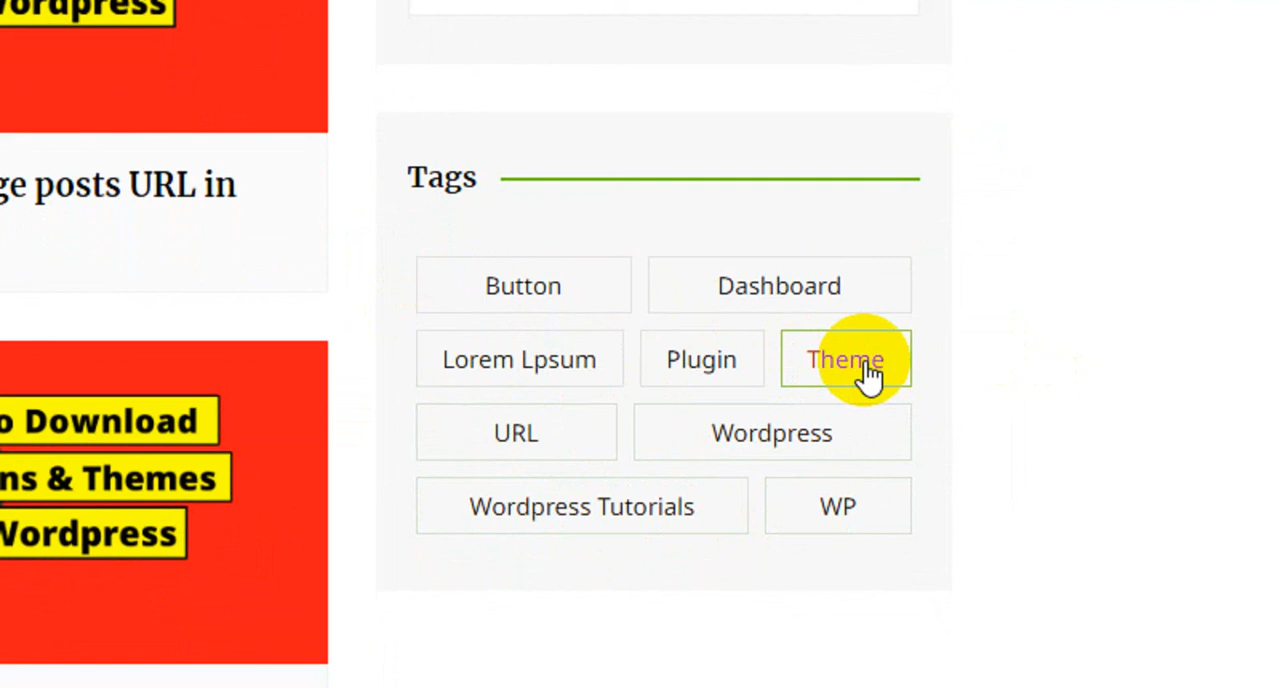 Wordpress
ge posts URL in
o Download
ns & Themes
Wordpress
Tags
Button Dashboard
Lorem Lpsum Plugin Theme
URL Wordpress
Wordpress Tutorials WP